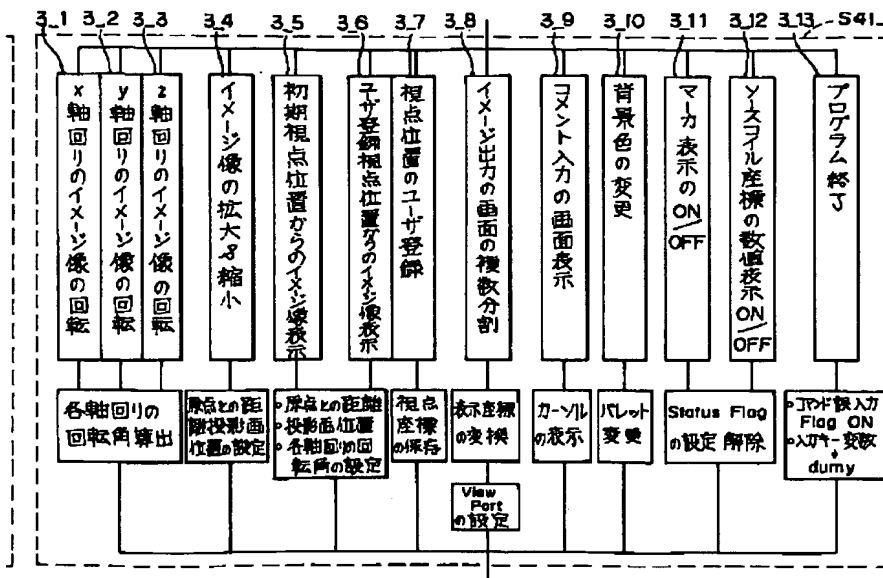 3_1
3_2
3_3
3_4
3_5
3_6
3_7
3_8
3_9
3_10
3_11
3_12
3_13
S41
x軸回りのイメージ像の回転
y軸回りのイメージ像の回転
z軸回りのイメージ像の回転
イメージ像の拡大&縮小
初期視点位置からのイメージ像表示
ユーザ登録視点位置からのイメージ像表示
視点位置のユーザ登録
イメージ出力の画面の複数分割
コメント入力の画面表示
背景色の変更
マーカ表示のON/OFF
ソースコイル座標の数値表示ON/OFF
プログラム終了
各軸回りの
回転角算出
原点との距
離投影画
位置の設定
◦原点との距離
◦投影画位置
◦各軸回りの回
転角の設定
視点
座標
の保存
表示座標
の変換
View
Port
の設定
カーソル
の表示
パレット
変更
Status Flag
の設定解除
◦コマンド誤入力
Flag ON
◦入力キー変数
↓
dumy